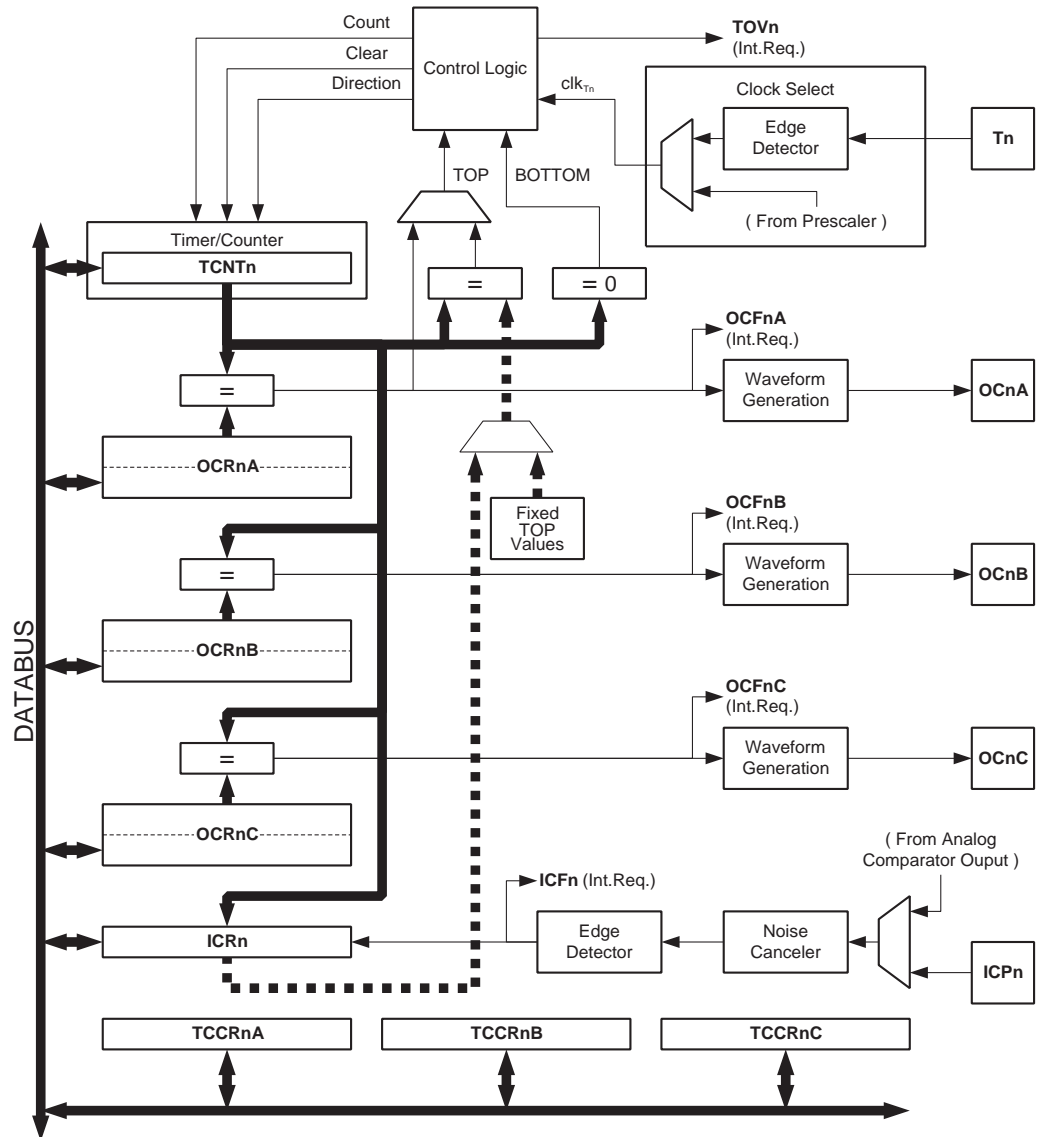 Count
Clear
Direction
Control Logic
TOVn
(Int.Req.)
clkTn
Clock Select
Edge
Detector
Tn
( From Prescaler )
TOP
BOTTOM
Timer/Counter
TCNTn
=
= 0
OCFnA
(Int.Req.)
=
Waveform
Generation
OCnA
OCRnA
Fixed
TOP
Values
OCFnB
(Int.Req.)
=
Waveform
Generation
OCnB
OCRnB
DATABUS
OCFnC
(Int.Req.)
=
Waveform
Generation
OCnC
OCRnC
( From Analog
Comparator Ouput )
ICFn (Int.Req.)
ICRn
Edge
Detector
Noise
Canceler
ICPn
TCCRnA
TCCRnB
TCCRnC